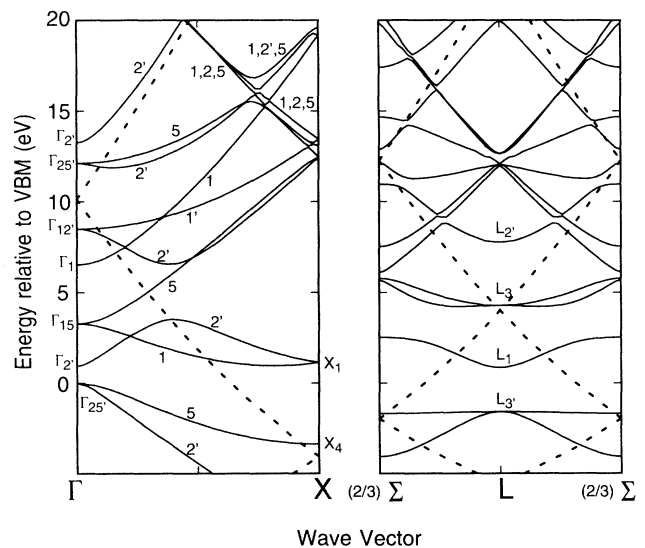 20
15
10
5
0
Energy relative to VBM (eV)
Γ2'
Γ25'
Γ12'
Γ1
Γ15
Γ2'
Γ25'
2'
1,2,5
1,2',5
1,2,5
5
2'
1
1'
2'
5
2'
1
5
2'
X1
X4
L2'
L3
L1
L3'
Γ
X
(2/3) Σ
L
(2/3) Σ
Wave Vector